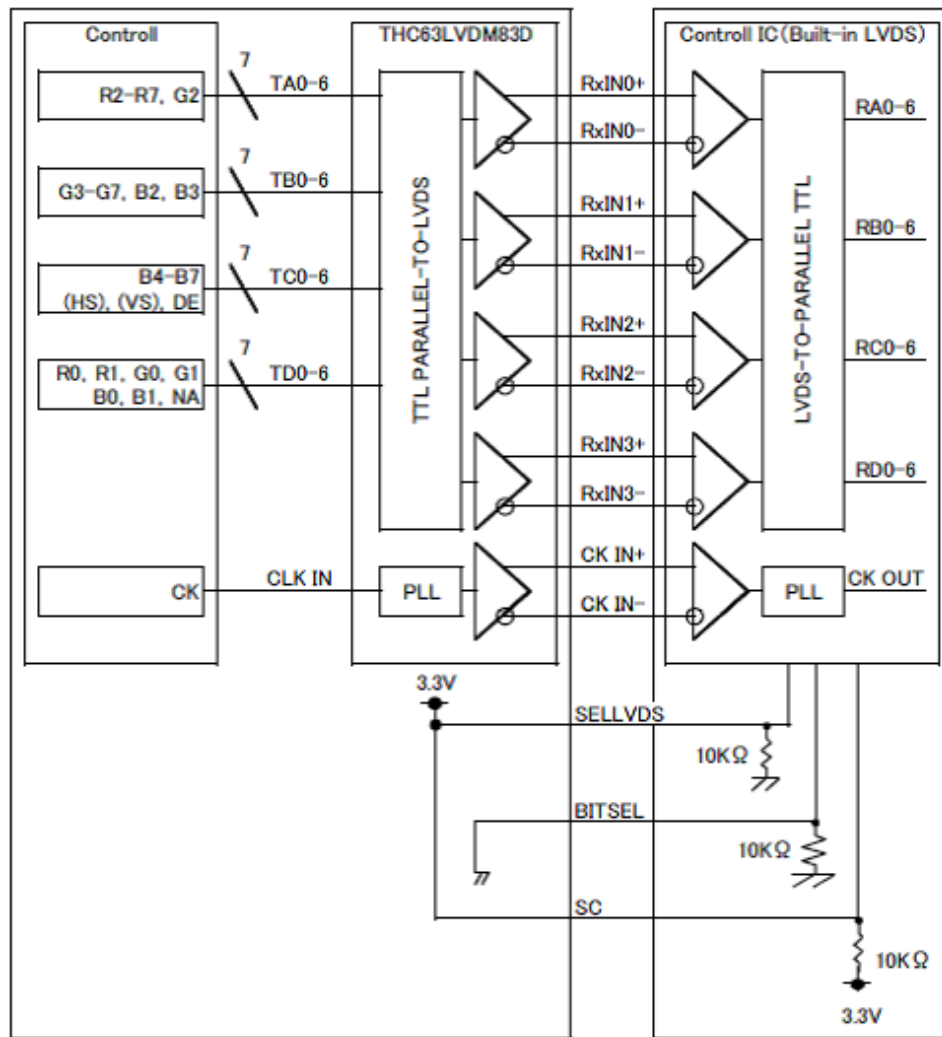 Controll
THC63LVDM83D
Controll IC(Built-in LVDS)
R2-R7, G2
7
TA0-6
RxIN0+
RxIN0-
RA0-6
G3-G7, B2, B3
7
TB0-6
RxIN1+
RxIN1-
RB0-6
B4-B7
(HS), (VS), DE
7
TC0-6
RxIN2+
RxIN2-
RC0-6
R0, R1, G0, G1
B0, B1, NA
7
TD0-6
RxIN3+
RxIN3-
RD0-6
TTL PARALLEL-TO-LVDS
LVDS-TO-PARALLEL TTL
CK
CLK IN
PLL
CK IN+
CK IN-
PLL
CK OUT
3.3V
SELLVDS
10KΩ
BITSEL
10KΩ
SC
10KΩ
3.3V